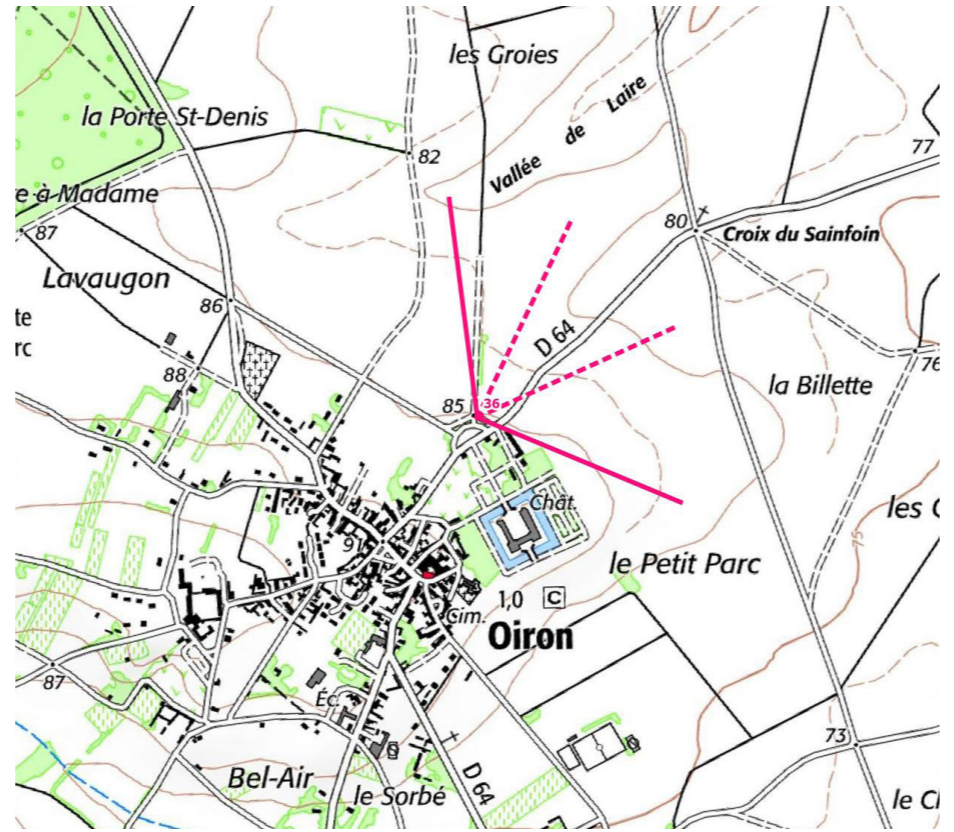 les Groies
Vallée de Laire
la Porte St-Denis
82
77
re à Madame
80
87
Croix du Sainfoin
Lavaugon
86
te
rc
D 64
76
88
la Billette
85
36
Chât.
les
9
75
le Petit Parc
1,0
C
Cim.
Oiron
87
Éc.
73
Bel-Air
D 64
le Sorbé
le